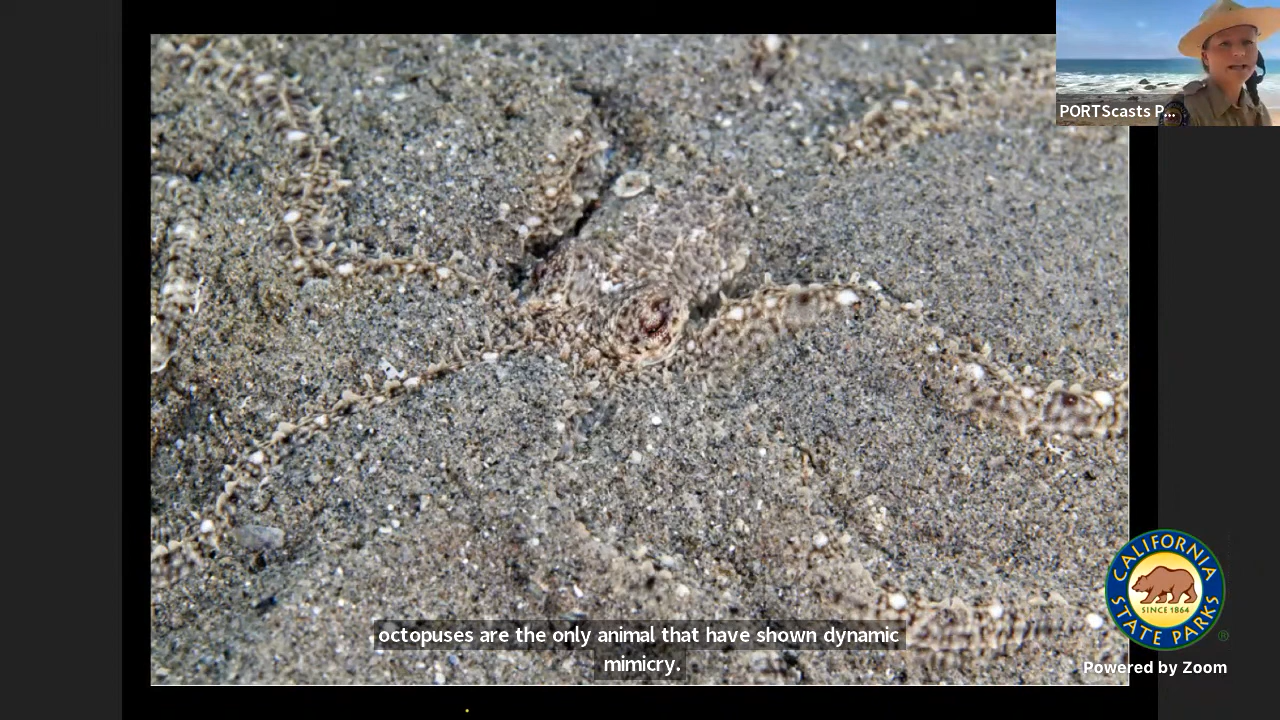 PORTScasts P...
octopuses are the only animal that have shown dynamic
mimicry.
CALIFORNIA
STATE PARKS
SINCE 1864
®
Powered by Zoom